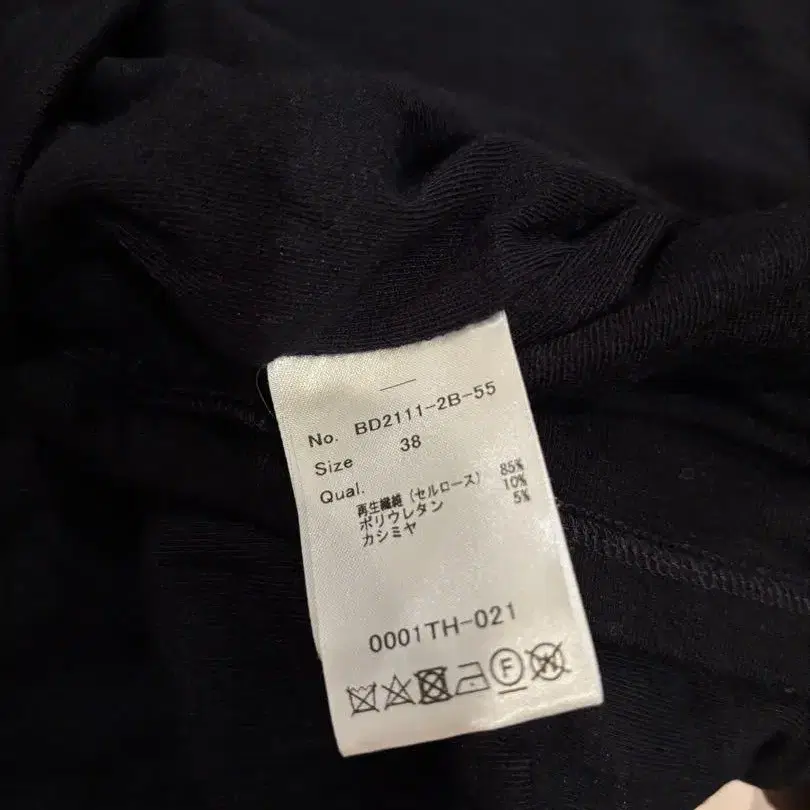 No. BD2111-2B-55
Size 38
Qual.
再生繊維 (セルロース) 85%
ポリウレタン 10%
カシミヤ 5%
0001TH-021
F
W